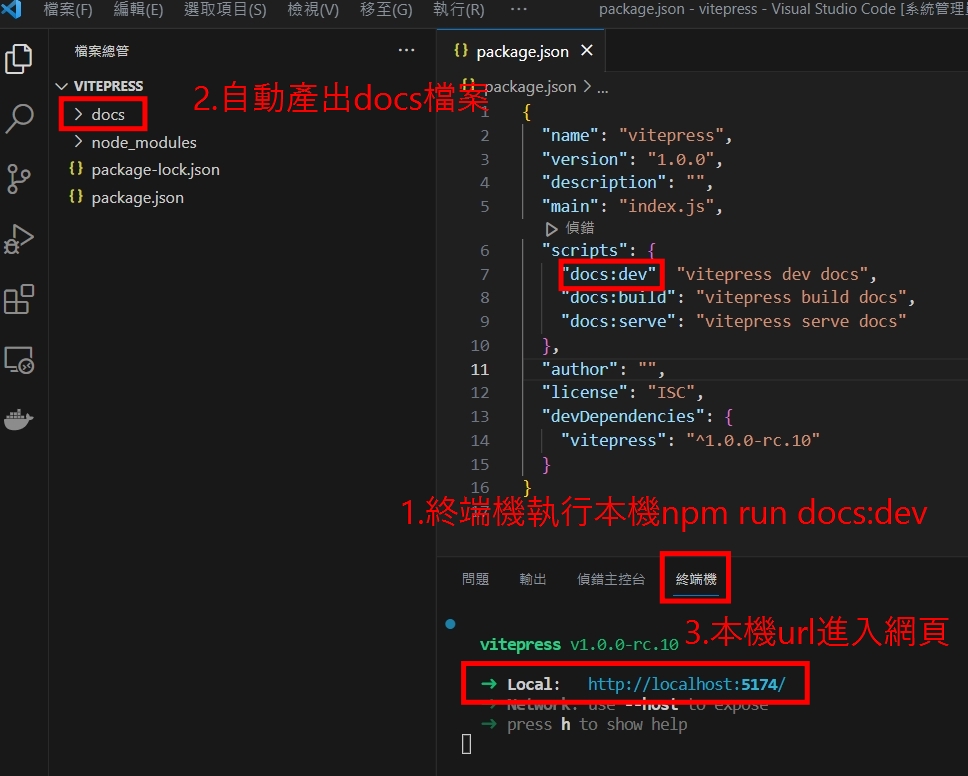 檔案(F) 編輯(E) 選取項目(S) 檢視(V) 移至(G) 執行(R) ··· package.json - vitepress - Visual Studio Code [系統管理
檔案總管 ···
VITEPRESS
docs
node_modules
package-lock.json
package.json
2.自動產出docs檔案
{} package.json ×
{} package.json > ...
1 {
2 "name": "vitepress",
3 "version": "1.0.0",
4 "description": "",
5 "main": "index.js",
偵錯
6 "scripts": {
7 "docs:dev" "vitepress dev docs",
8 "docs:build": "vitepress build docs",
9 "docs:serve": "vitepress serve docs"
10 },
11 "author": "",
12 "license": "ISC",
13 "devDependencies": {
14 "vitepress": "^1.0.0-rc.10"
15 }
16 }
1.終端機執行本機npm run docs:dev
問題 輸出 偵錯主控台 終端機
3.本機url進入網頁
vitepress v1.0.0-rc.10
➜ Local: http://localhost:5174/
➜ Network: use --host to expose
➜ press h to show help